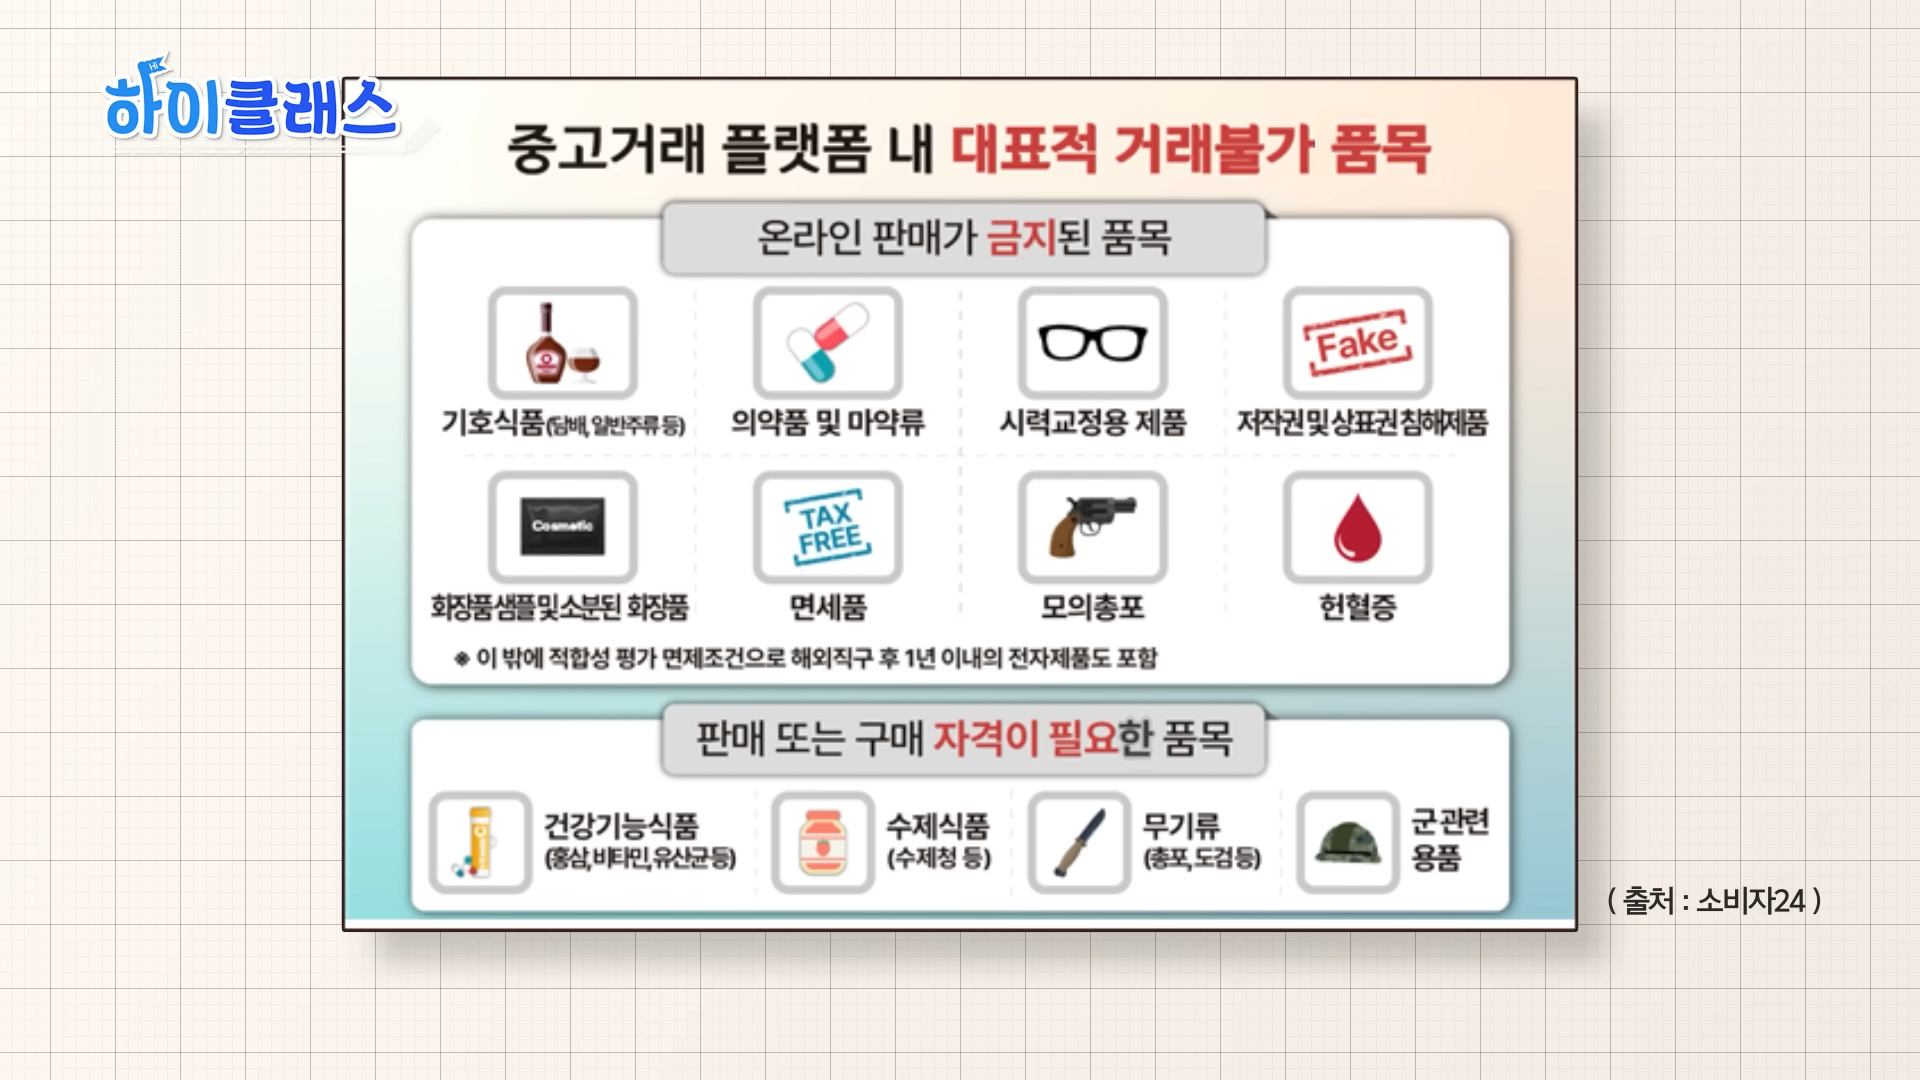 HI
하이클래스
중고거래 플랫폼 내 대표적 거래불가 품목
온라인 판매가 금지된 품목
Fake
기호식품(담배, 일반주류 등)
의약품 및 마약류
시력교정용 제품
저작권 및 상표권 침해제품
Cosmetic
TAX
FREE
화장품 샘플 및 소분된 화장품
면세품
모의총포
헌혈증
※ 이 밖에 적합성 평가 면제조건으로 해외직구 후 1년 이내의 전자제품도 포함
판매 또는 구매 자격이 필요한 품목
건강기능식품
(홍삼, 비타민, 유산균 등)
수제식품
(수제청 등)
무기류
(총포, 도검 등)
군 관련
용품
( 출처 : 소비자24 )